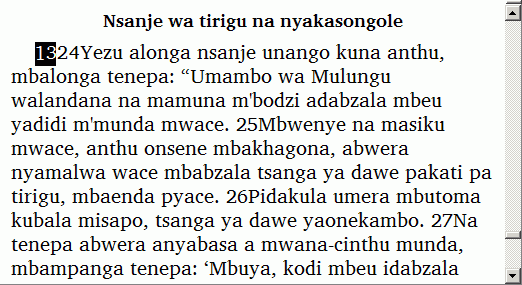 Nsanje wa tirigu na nyakasongole
1324Yezu alonga nsanje unango kuna anthu,
mbalonga tenepa: “Umambo wa Mulungu
walandana na mamuna m'bodzi adabzala mbeu
yadidi m'munda mwace. 25Mbwenye na masiku
mwace, anthu onsene mbakhagona, abwera
nyamalwa wace mbabzala tsanga ya dawe pakati pa
tirigu, mbaenda pyace. 26Pidakula umera mbutoma
kubala misapo, tsanga ya dawe yaonekambo. 27Na
tenepa abwera anyabasa a mwana-cinthu munda,
mbampanga tenepa: ‘Mbuya, kodi mbeu idabzala